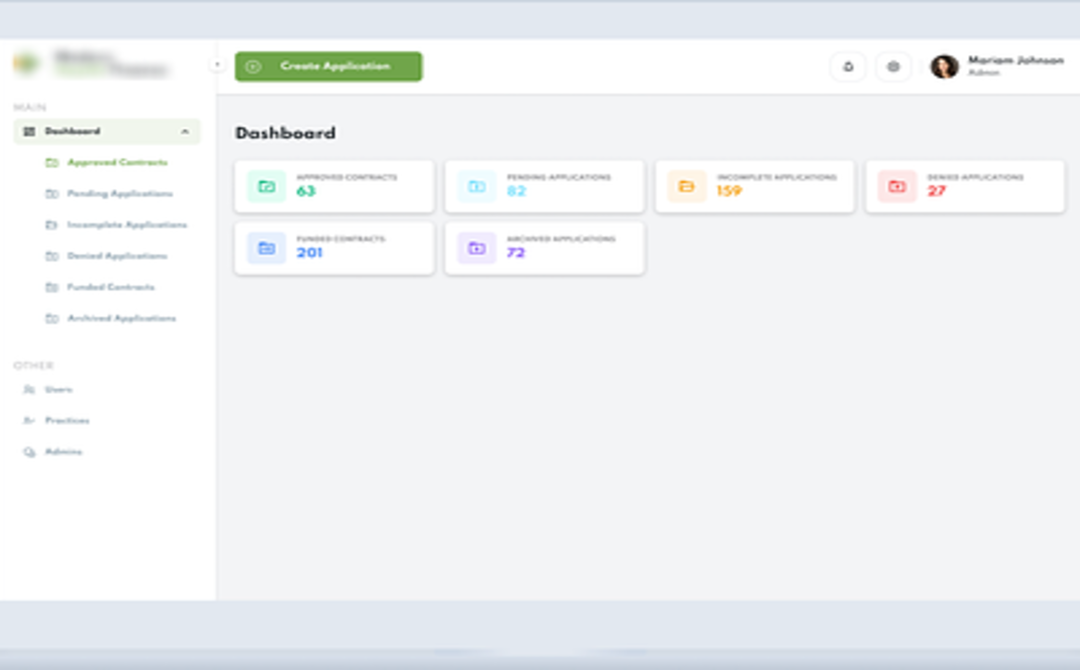 Create Application
Mariam Johnson
Admin
MAIN
Dashboard
Approved Contracts
Pending Applications
Incomplete Applications
Denied Applications
Funded Contracts
Archived Applications
OTHER
Users
Practices
Admins
Dashboard
APPROVED CONTRACTS
63
PENDING APPLICATIONS
82
INCOMPLETE APPLICATIONS
159
DENIED APPLICATIONS
27
FUNDED CONTRACTS
201
ARCHIVED APPLICATIONS
72